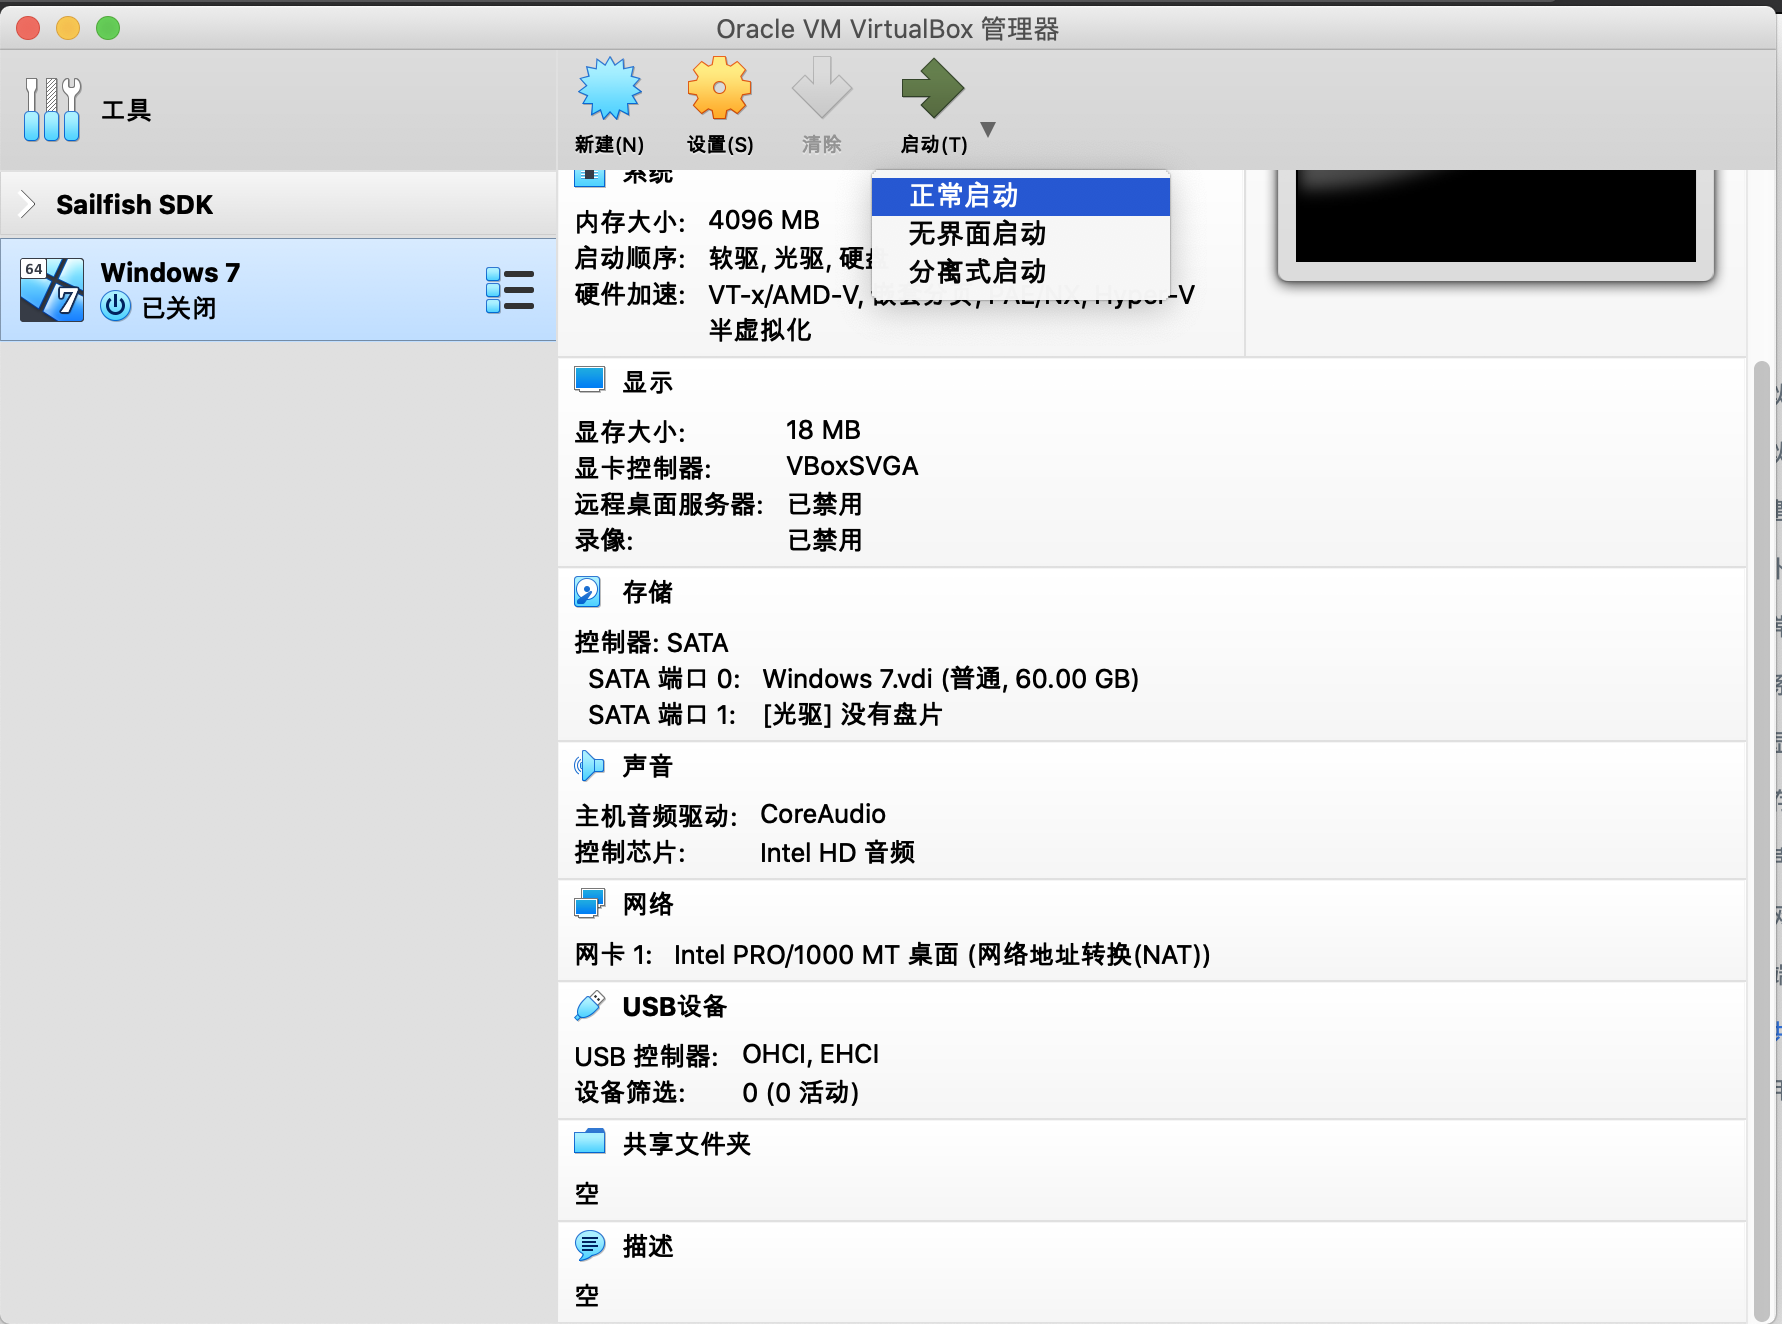 Oracle VM VirtualBox 管理器
工具
新建(N)
设置(S)
清除
启动(T)
Sailfish SDK
64
7
Windows 7
已关闭
正常启动
无界面启动
分离式启动
系统
内存大小: 4096 MB
启动顺序: 软驱, 光驱, 硬盘
硬件加速: VT-x/AMD-V, 嵌套分页, PAE/NX, Hyper-V
半虚拟化
显示
显存大小: 18 MB
显卡控制器: VBoxSVGA
远程桌面服务器: 已禁用
录像: 已禁用
存储
控制器: SATA
SATA 端口 0: Windows 7.vdi (普通, 60.00 GB)
SATA 端口 1: [光驱] 没有盘片
声音
主机音频驱动: CoreAudio
控制芯片: Intel HD 音频
网络
网卡 1: Intel PRO/1000 MT 桌面 (网络地址转换(NAT))
USB设备
USB 控制器: OHCI, EHCI
设备筛选: 0 (0 活动)
共享文件夹
空
描述
空